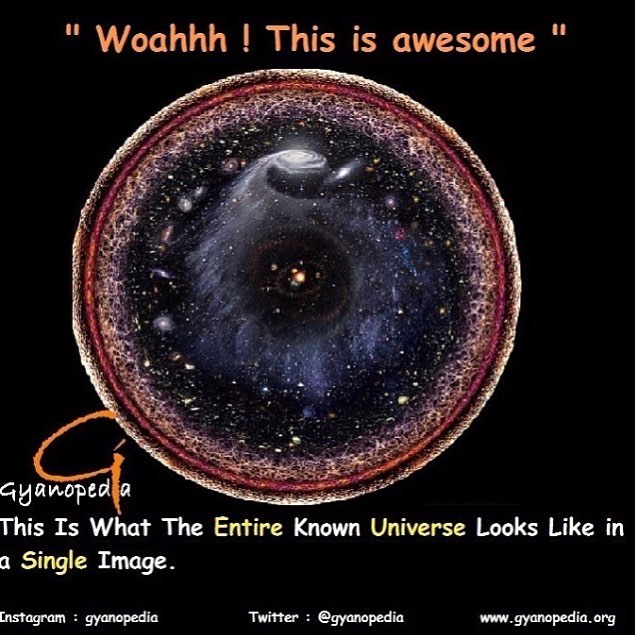 " Woahhh ! This is awesome "
Gyanopedia
This Is What The Entire Known Universe Looks Like in
a Single Image.
Instagram : gyanopedia Twitter : @gyanopedia www.gyanopedia.org